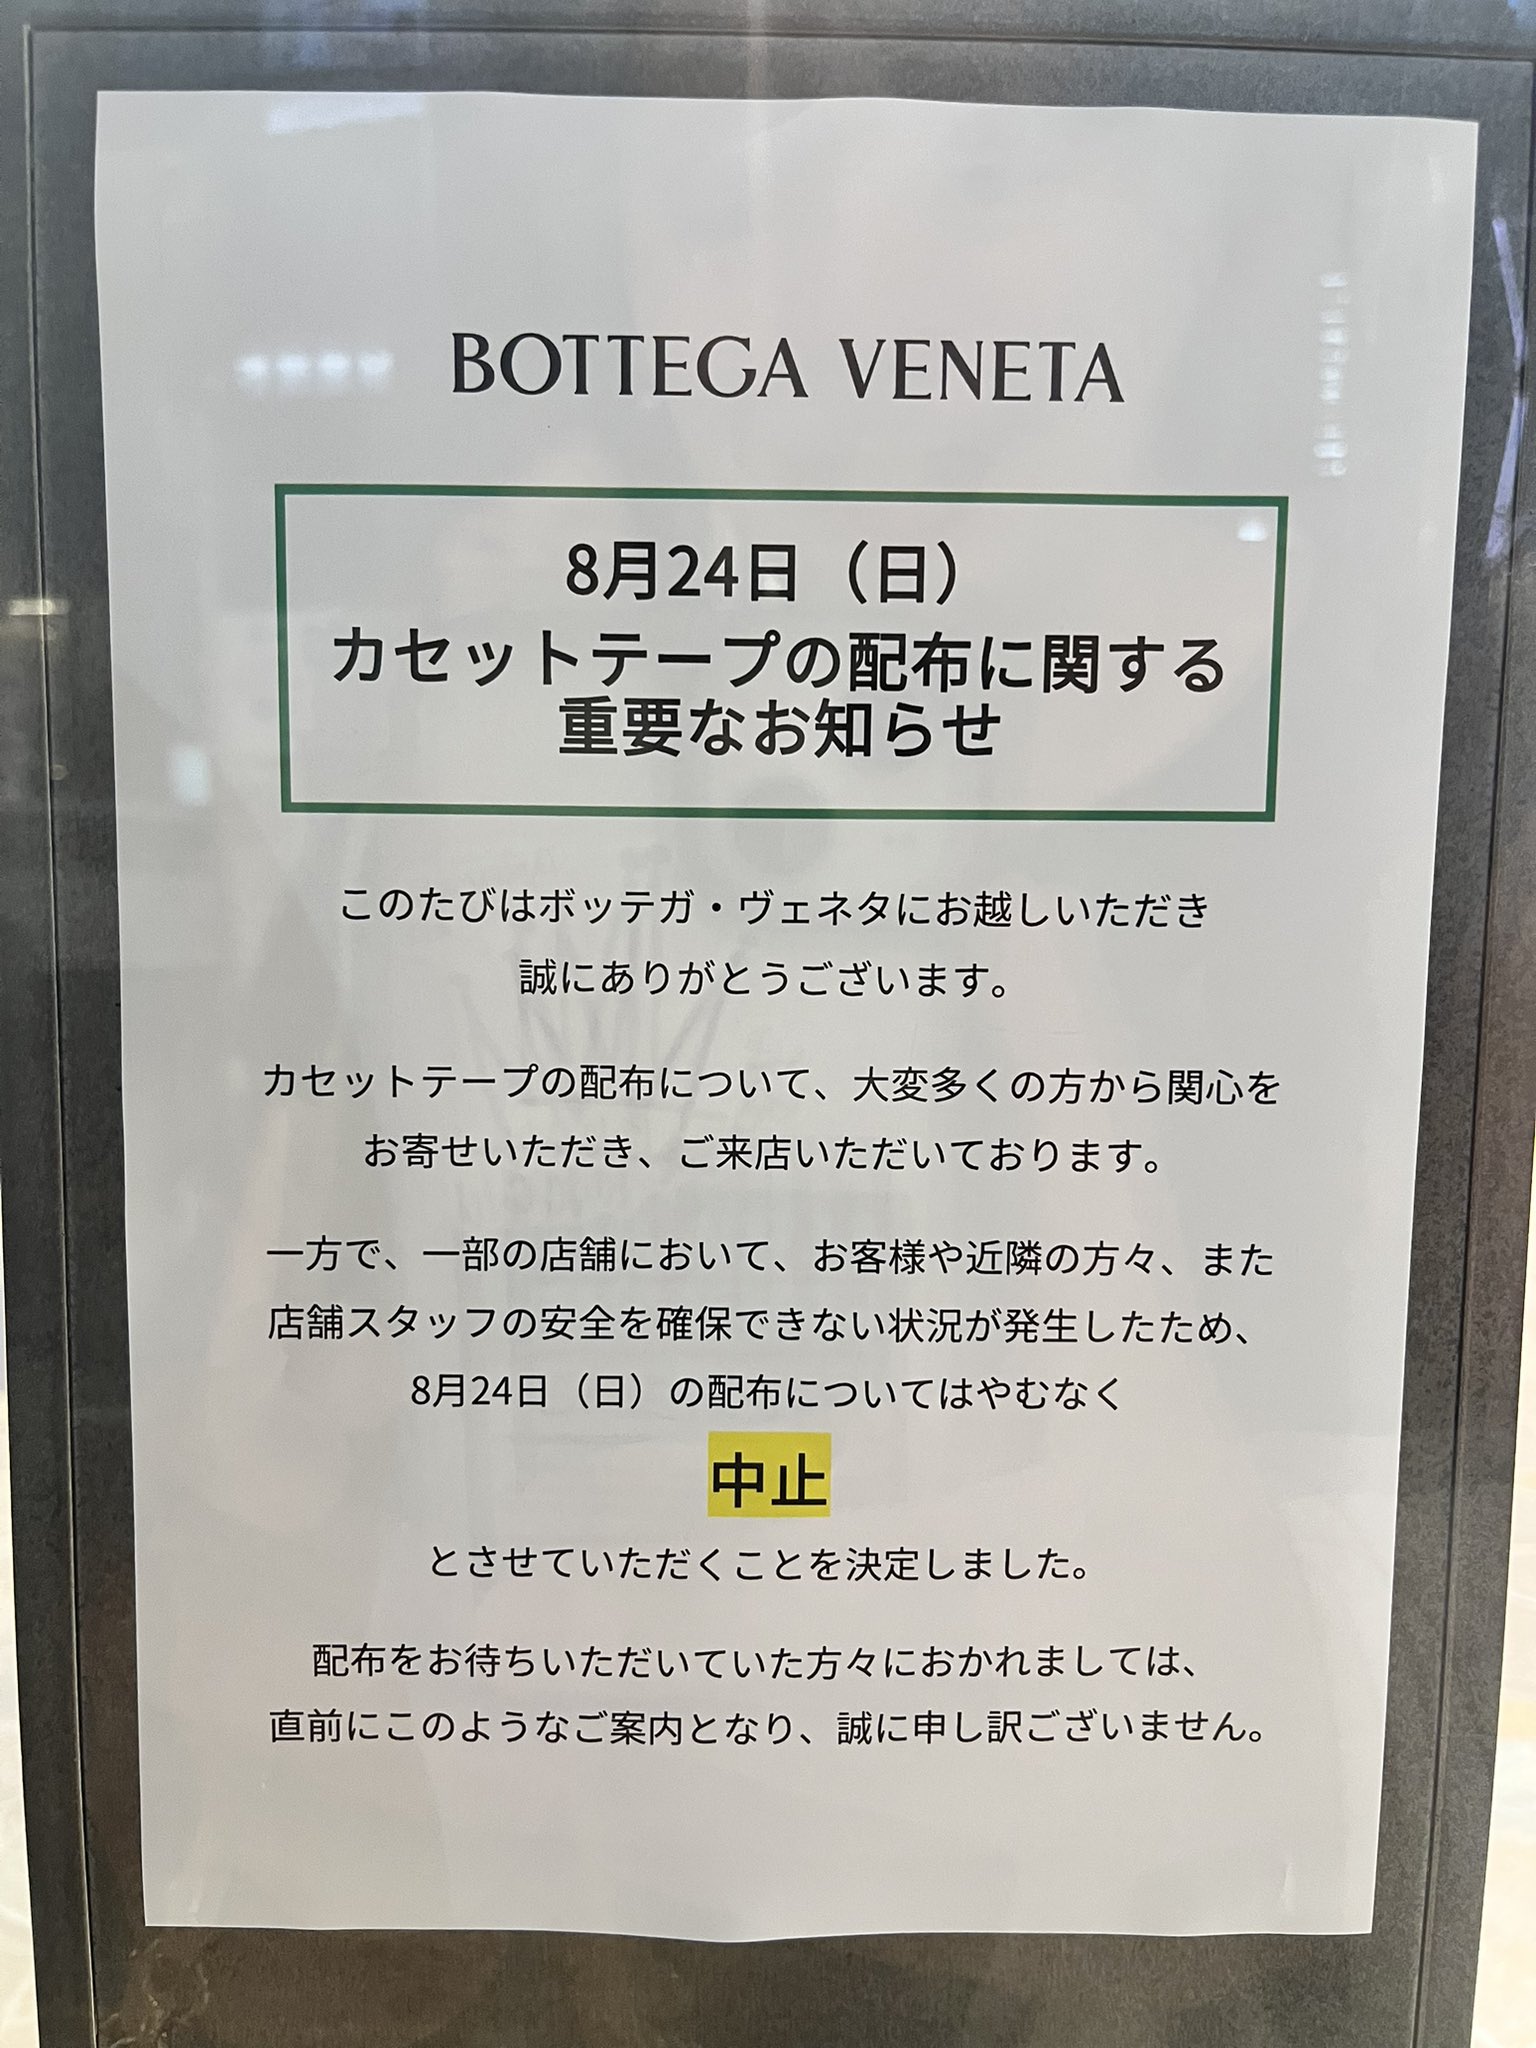 BOTTEGA VENETA
8月24日（日）
カセットテープの配布に関する
重要なお知らせ
このたびはボッテガ・ヴェネタにお越しいただき
誠にありがとうございます。
カセットテープの配布について、大変多くの方から関心を
お寄せいただき、ご来店いただいております。
一方で、一部の店舗において、お客様や近隣の方々、また
店舗スタッフの安全を確保できない状況が発生したため、
8月24日（日）の配布についてはやむなく
中止
とさせていただくことを決定しました。
配布をお待ちいただいていた方々におかれましては、
直前にこのようなご案内となり、誠に申し訳ございません。